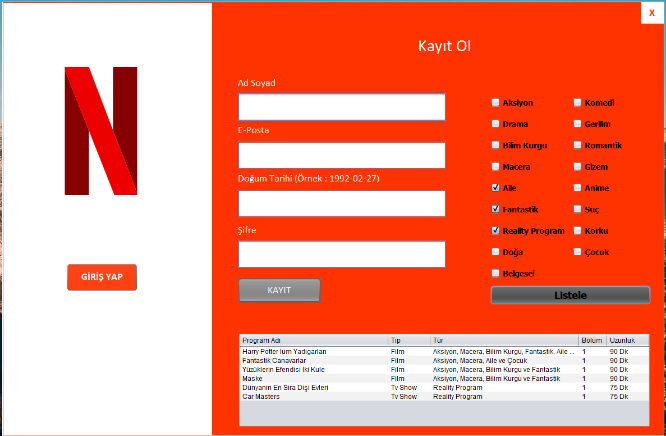 X
Kayıt Ol
Ad Soyad
E-Posta
Doğum Tarihi (Örnek : 1992-02-27)
Şifre
KAYIT
GİRİŞ YAP
Aksiyon Komedi
Drama Gerilim
Bilim Kurgu Romantik
Macera Gizem
Aile Anime
Fantastik Suç
Reality Program Korku
Doğa Çocuk
Belgesel
Listele
Program Adı Tip Tür Bölüm Uzunluk
Harry Potter lüm Yadigarları Film Aksiyon, Macera, Bilim Kurgu, Fantastik, Aile ... 1 90 Dk
Fantastik Canavarlar Film Aksiyon, Macera, Aile ve Çocuk 1 90 Dk
Yüzüklerin Efendisi İki Kule Film Aksiyon, Macera, Bilim Kurgu ve Fantastik 1 90 Dk
Maske Film Aksiyon, Macera, Bilim Kurgu ve Fantastik 1 90 Dk
Dünyanin En Sira Dişi Evleri Tv Show Reality Program 1 75 Dk
Car Masters Tv Show Reality Program 1 75 Dk